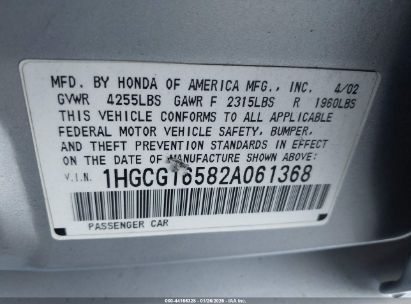 MFD. BY HONDA OF AMERICA MFG., INC. 4/02
GVWR 4255LBS GAWR F 2315LBS R 1960LBS
THIS VEHICLE CONFORMS TO ALL APPLICABLE
FEDERAL MOTOR VEHICLE SAFETY, BUMPER,
AND THEFT PREVENTION STANDARDS IN EFFECT
ON THE DATE OF MANUFACTURE SHOWN ABOVE:
V.I.N. 1HGCG16582A061368
PASSENGER CAR